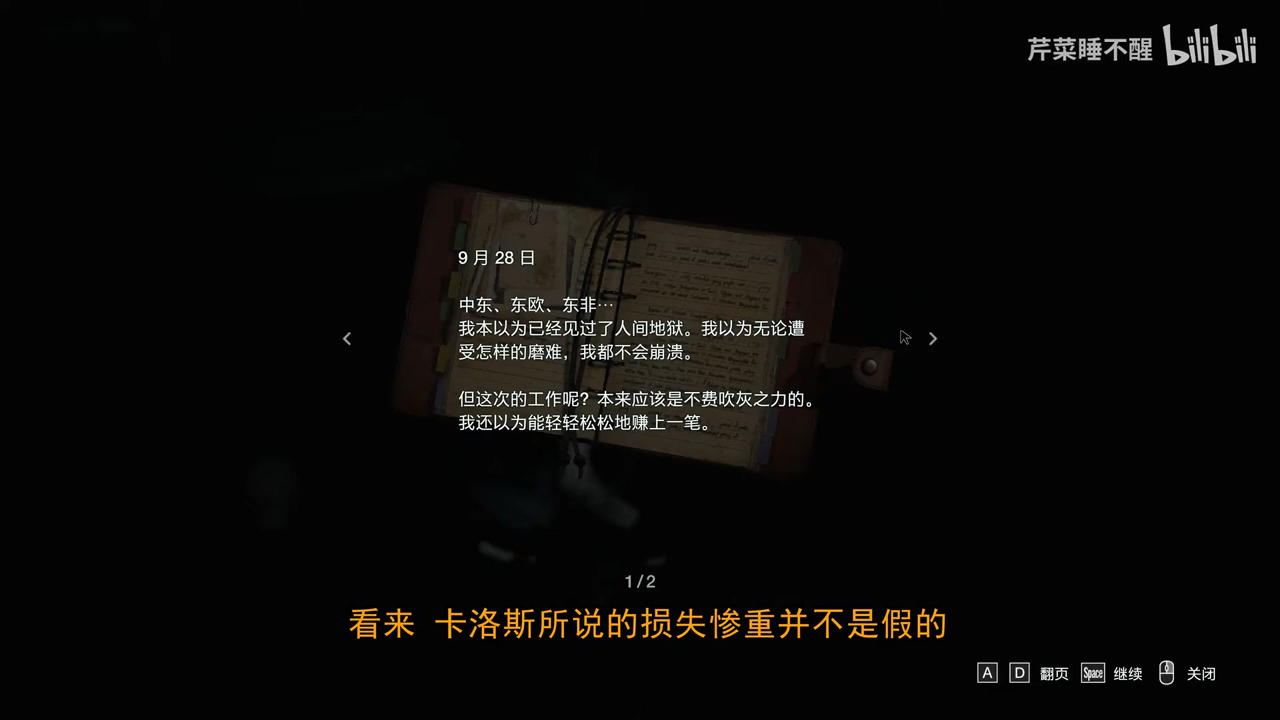 芹菜睡不醒 bilibili
9 月 28 日
中东、东欧、东非…
我本以为已经见过了人间地狱。我以为无论遭
受怎样的磨难，我都不会崩溃。
但这次的工作呢？本来应该是不费吹灰之力的。
我还以为能轻轻松松地赚上一笔。
1/2
看来 卡洛斯所说的损失惨重并不是假的
A D 翻页 Space 继续 关闭